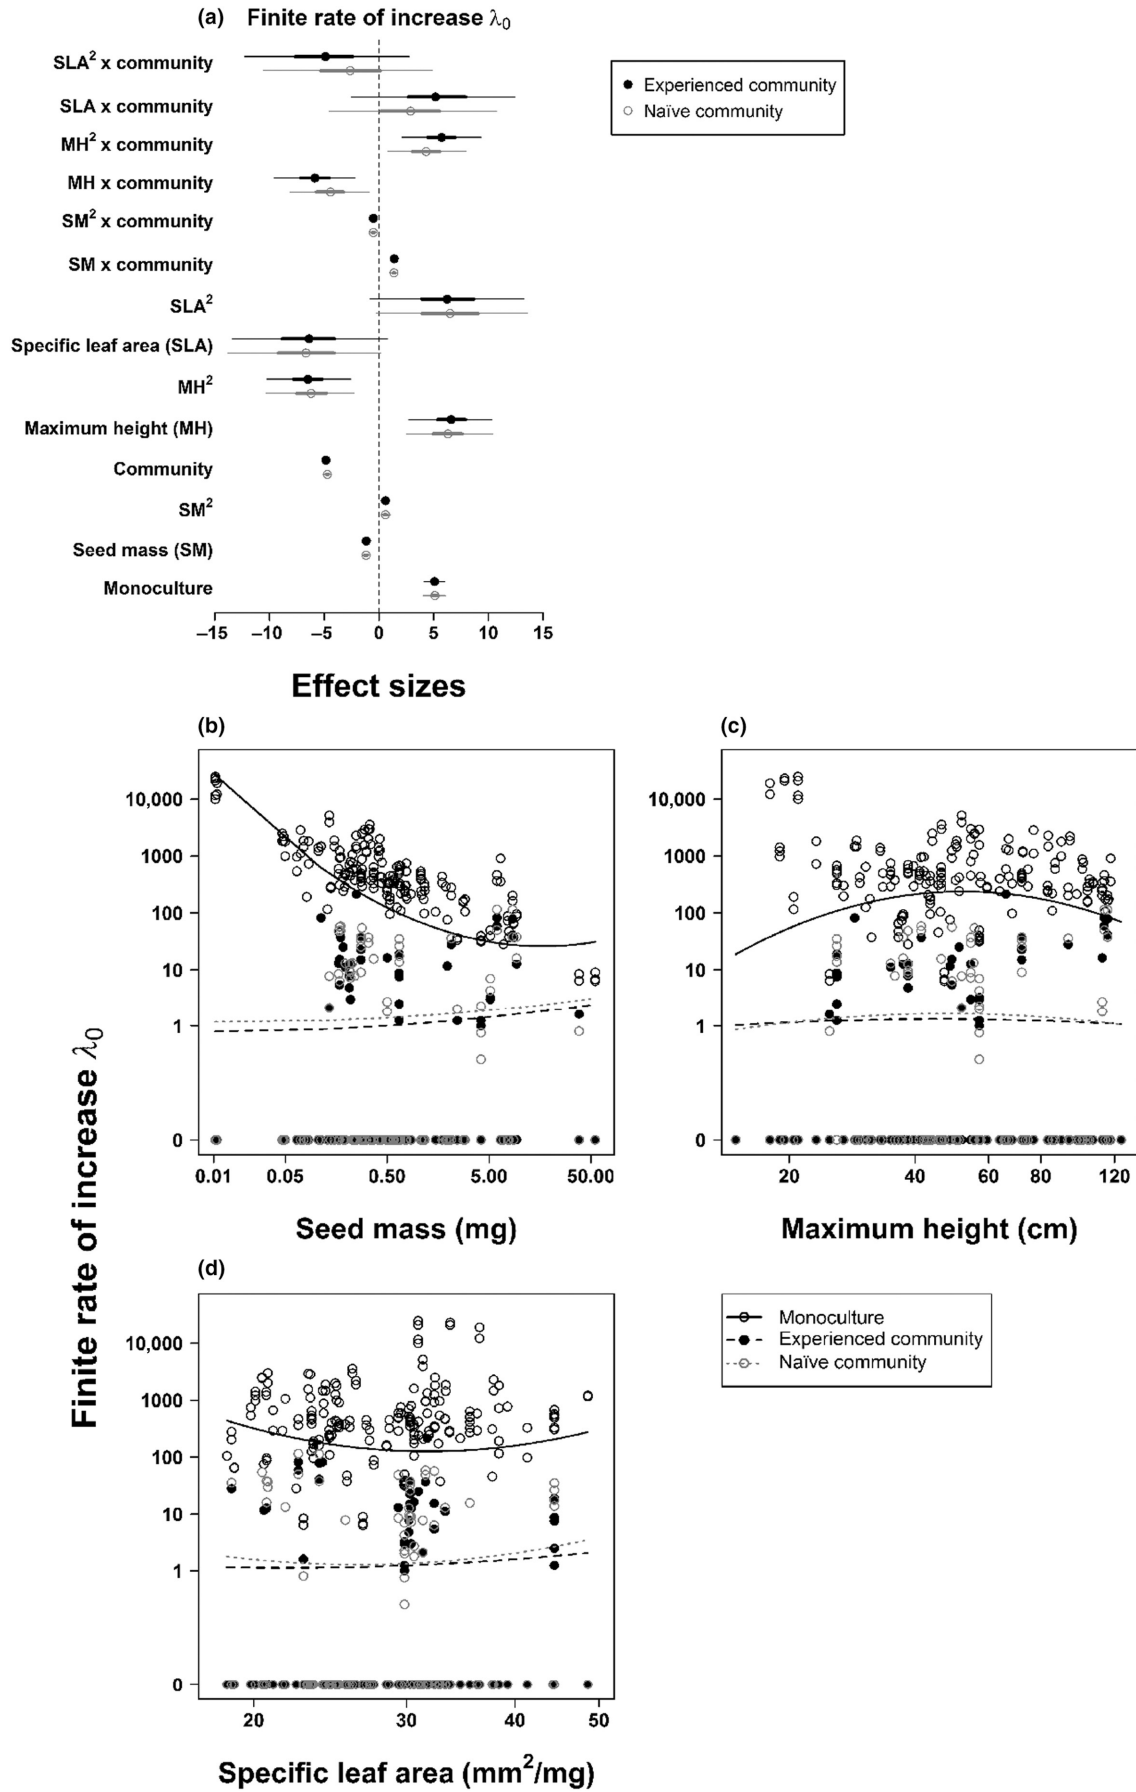 (a) Finite rate of increase λ0
SLA2 x community
SLA x community
MH2 x community
MH x community
SM2 x community
SM x community
SLA2
Specific leaf area (SLA)
MH2
Maximum height (MH)
Community
SM2
Seed mass (SM)
Monoculture
–15 –10 –5 0 5 10 15
Effect sizes
Experienced community
Naïve community
(b)
10,000
1000
100
10
1
0
0.01 0.05 0.50 5.00 50.00
Seed mass (mg)
(c)
10,000
1000
100
10
1
0
20 40 60 80 120
Maximum height (cm)
Finite rate of increase λ0
(d)
10,000
1000
100
10
1
0
20 30 40 50
Specific leaf area (mm2/mg)
Monoculture
Experienced community
Naïve community